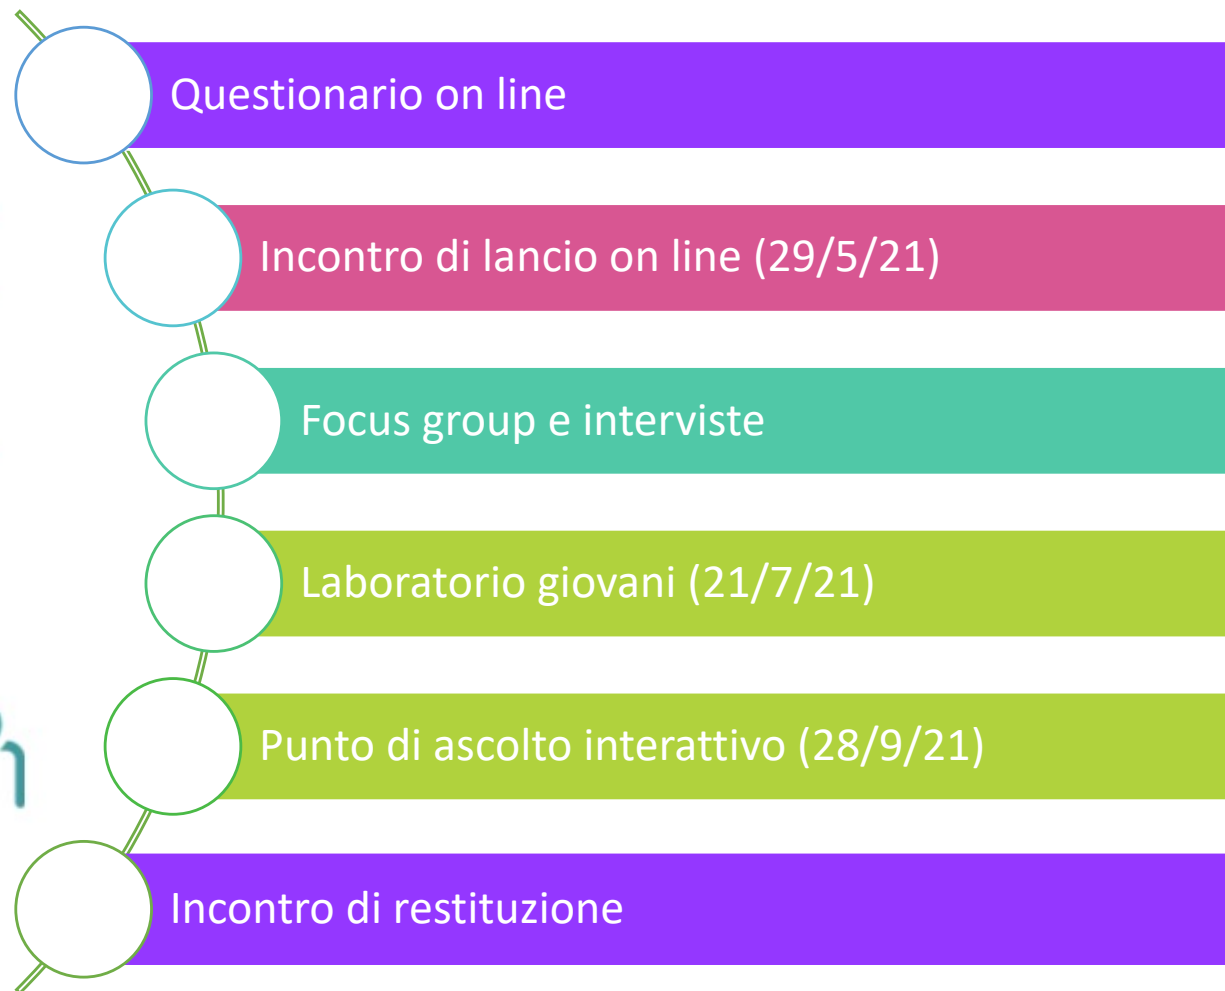 Questionario on line
Incontro di lancio on line (29/5/21)
Focus group e interviste
Laboratorio giovani (21/7/21)
Punto di ascolto interattivo (28/9/21)
Incontro di restituzione